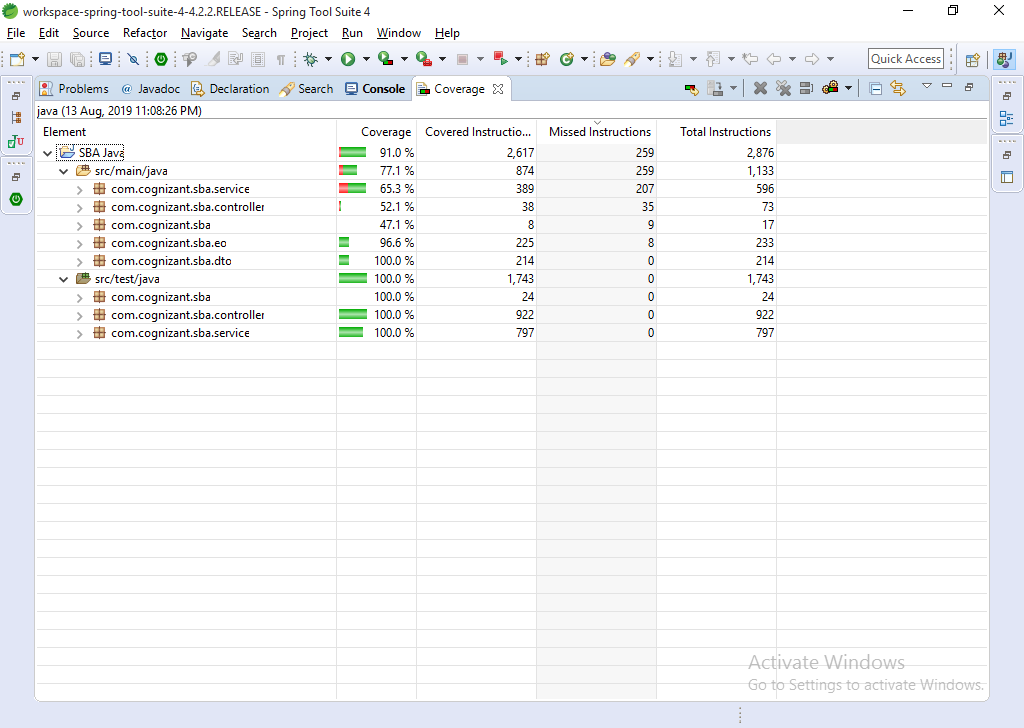 workspace-spring-tool-suite-4-4.2.2.RELEASE - Spring Tool Suite 4
File Edit Source Refactor Navigate Search Project Run Window Help
Quick Access
Problems @ Javadoc Declaration Search Console Coverage
java (13 Aug, 2019 11:08:26 PM)
Element Coverage Covered Instructio... Missed Instructions Total Instructions
SBA Java 91.0 % 2,617 259 2,876
src/main/java 77.1 % 874 259 1,133
com.cognizant.sba.service 65.3 % 389 207 596
com.cognizant.sba.controller 52.1 % 38 35 73
com.cognizant.sba 47.1 % 8 9 17
com.cognizant.sba.eo 96.6 % 225 8 233
com.cognizant.sba.dto 100.0 % 214 0 214
src/test/java 100.0 % 1,743 0 1,743
com.cognizant.sba 100.0 % 24 0 24
com.cognizant.sba.controller 100.0 % 922 0 922
com.cognizant.sba.service 100.0 % 797 0 797
Activate Windows
Go to Settings to activate Windows.